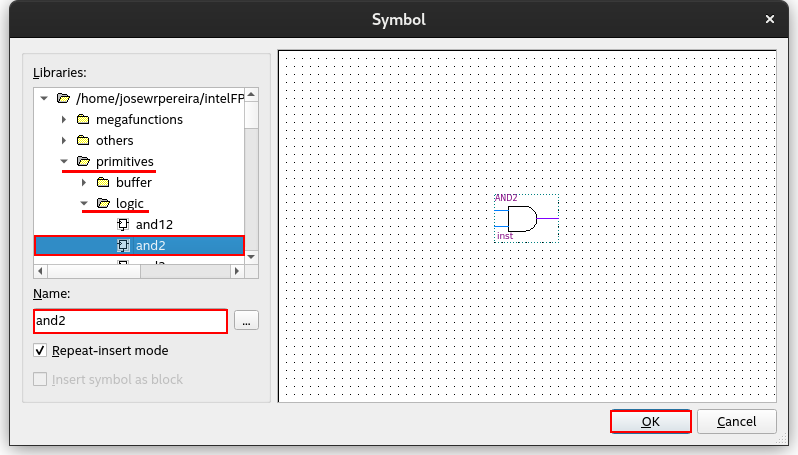 Symbol
Libraries:
/home/josewrpereira/intelFP
megafunctions
others
primitives
buffer
logic
and12
and2
Name:
and2
...
Repeat-insert mode
Insert symbol as block
AND2
inst
OK
Cancel